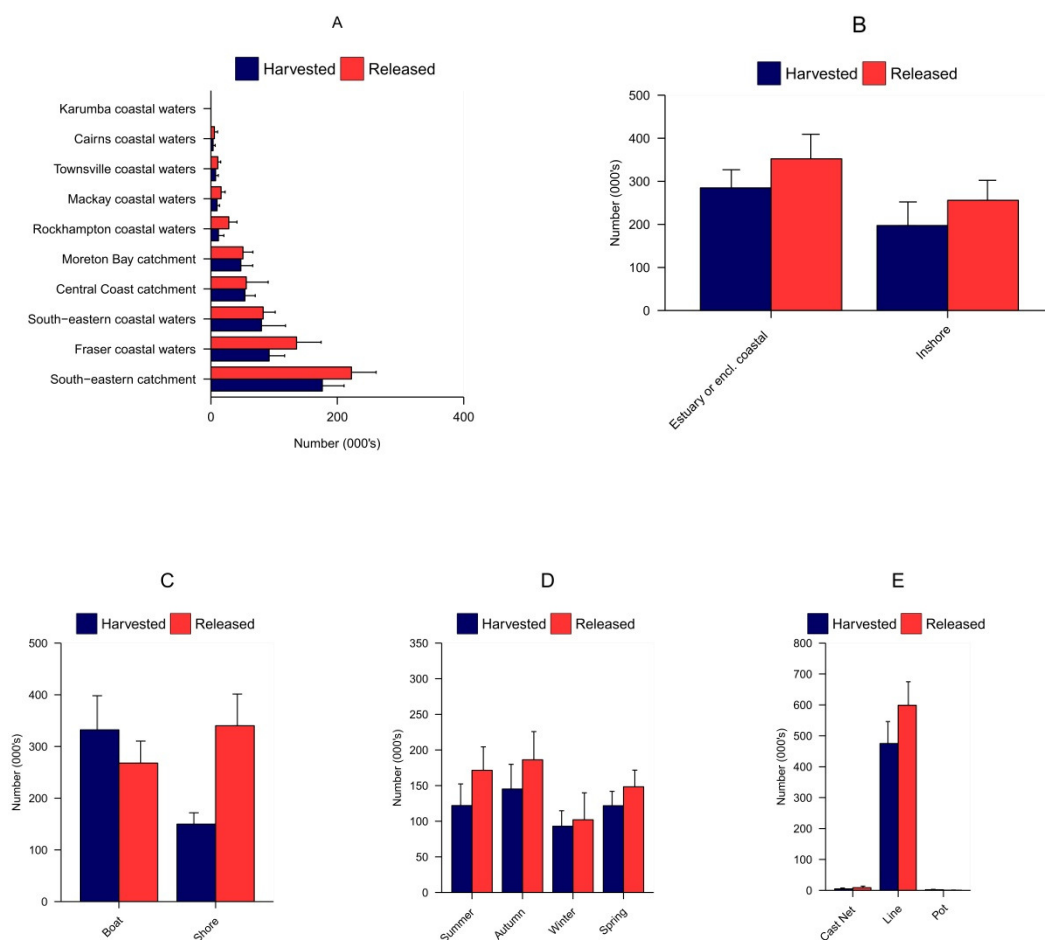 A
Harvested Released
Karumba coastal waters
Cairns coastal waters
Townsville coastal waters
Mackay coastal waters
Rockhampton coastal waters
Moreton Bay catchment
Central Coast catchment
South−eastern coastal waters
Fraser coastal waters
South−eastern catchment
0 200 400
Number (000's)
B
Harvested Released
Number (000's)
500
400
300
200
100
0
Estuary or encl. coastal
Inshore
C
Harvested Released
Number (000's)
500
400
300
200
100
0
Boat
Shore
D
Harvested Released
Number (000's)
350
300
250
200
150
100
50
0
Summer
Autumn
Winter
Spring
E
Harvested Released
Number (000's)
800
700
600
500
400
300
200
100
0
Cast Net
Line
Pot